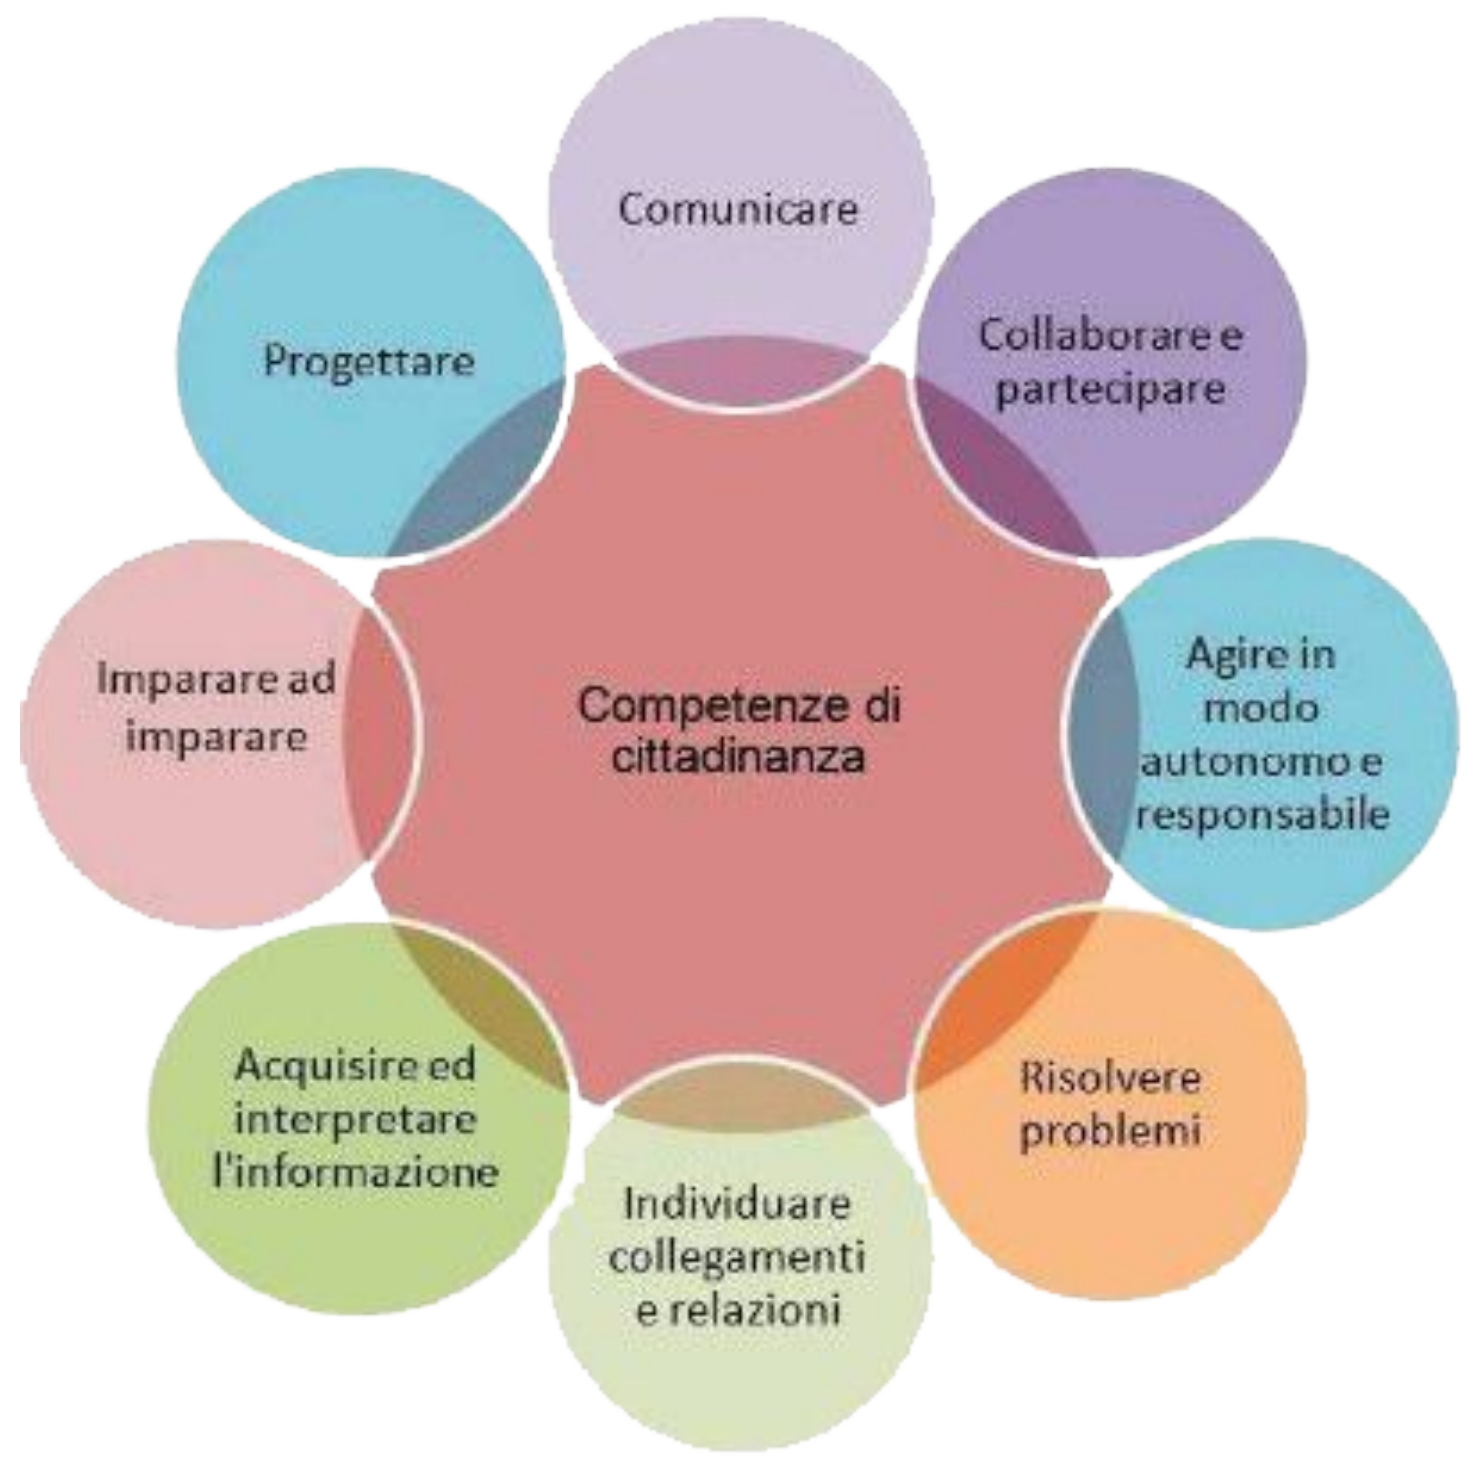 Comunicare
Collaborare e
partecipare
Agire in
modo
autonomo e
responsabile
Risolvere
problemi
Individuare
collegamenti
e relazioni
Acquisire ed
interpretare
l'informazione
Imparare ad
imparare
Progettare
Competenze di
cittadinanza